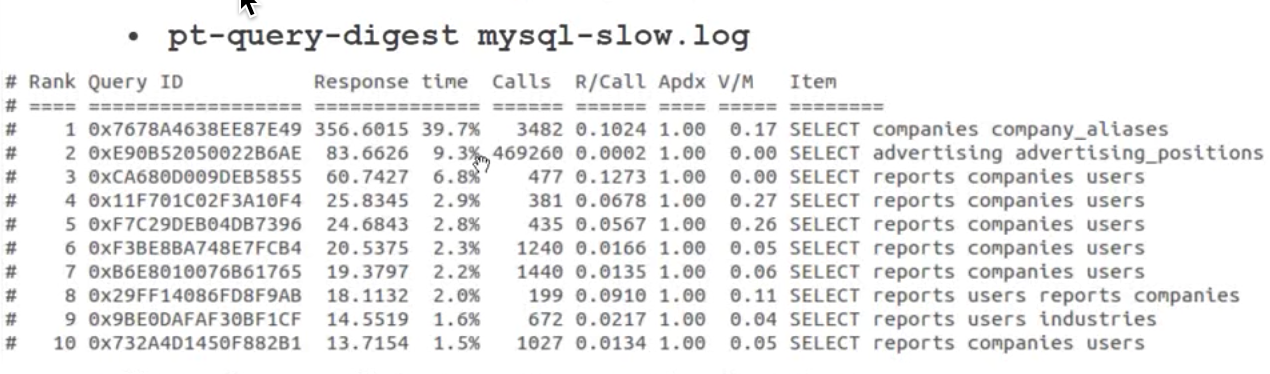 • pt-query-digest mysql-slow.log
# Rank Query ID           Response time  Calls  R/Call Apdx V/M   Item
# ==== ================== ============== ====== ====== ==== ===== ========
#    1 0x7678A4638EE87E49 356.6015 39.7%   3482 0.1024 1.00  0.17 SELECT companies company_aliases
#    2 0xE90B52050022B6AE  83.6626  9.3% 469260 0.0002 1.00  0.00 SELECT advertising advertising_positions
#    3 0xCA680D009DEB5855  60.7427  6.8%    477 0.1273 1.00  0.00 SELECT reports companies users
#    4 0x11F701C02F3A10F4  25.8345  2.9%    381 0.0678 1.00  0.27 SELECT reports companies users
#    5 0xF7C29DEB04DB7396  24.6843  2.8%    435 0.0567 1.00  0.26 SELECT reports companies users
#    6 0xF3BE8BA748E7FCB4  20.5375  2.3%   1240 0.0166 1.00  0.05 SELECT reports companies users
#    7 0xB6E8010076B61765  19.3797  2.2%   1440 0.0135 1.00  0.06 SELECT reports companies users
#    8 0x29FF14086FD8F9AB  18.1132  2.0%    199 0.0910 1.00  0.11 SELECT reports users reports companies
#    9 0x9BE0DAFAF30BF1CF  14.5519  1.6%    672 0.0217 1.00  0.04 SELECT reports users industries
#   10 0x732A4D1450F882B1  13.7154  1.5%   1027 0.0134 1.00  0.05 SELECT reports companies users